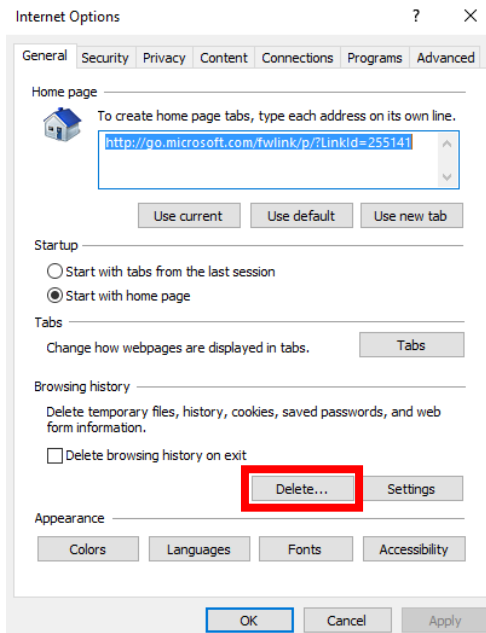 Internet Options ? X
General Security Privacy Content Connections Programs Advanced
Home page
To create home page tabs, type each address on its own line.
http://go.microsoft.com/fwlink/p/?LinkId=255141
Use current Use default Use new tab
Startup
Start with tabs from the last session
Start with home page
Tabs
Change how webpages are displayed in tabs. Tabs
Browsing history
Delete temporary files, history, cookies, saved passwords, and web
form information.
Delete browsing history on exit
Delete... Settings
Appearance
Colors Languages Fonts Accessibility
OK Cancel Apply